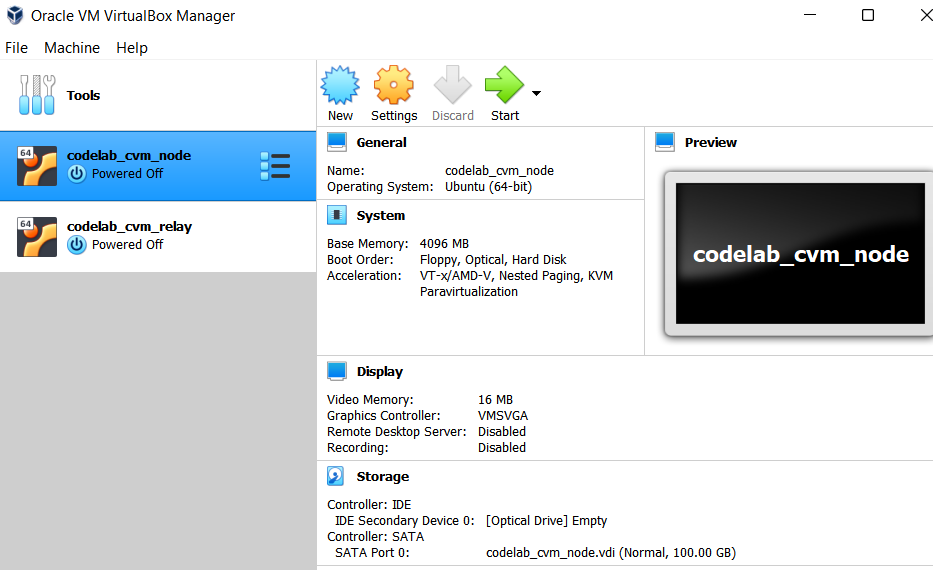 Oracle VM VirtualBox Manager
File Machine Help
Tools
New Settings Discard Start
64
codelab_cvm_node
Powered Off
64
codelab_cvm_relay
Powered Off
General
Name: codelab_cvm_node
Operating System: Ubuntu (64-bit)
System
Base Memory: 4096 MB
Boot Order: Floppy, Optical, Hard Disk
Acceleration: VT-x/AMD-V, Nested Paging, KVM
Paravirtualization
Preview
codelab_cvm_node
Display
Video Memory: 16 MB
Graphics Controller: VMSVGA
Remote Desktop Server: Disabled
Recording: Disabled
Storage
Controller: IDE
IDE Secondary Device 0: [Optical Drive] Empty
Controller: SATA
SATA Port 0: codelab_cvm_node.vdi (Normal, 100.00 GB)